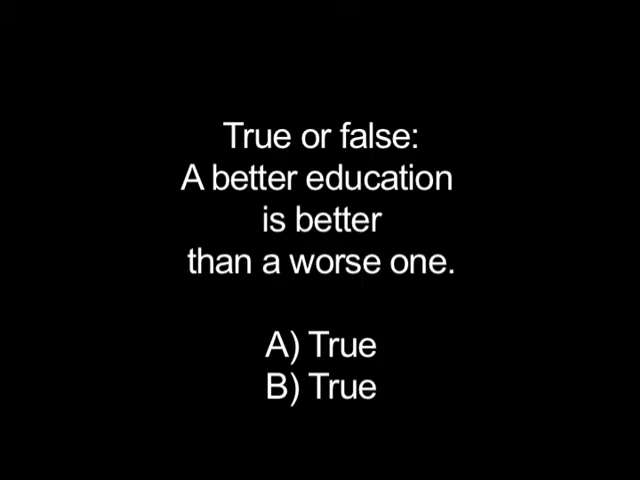 True or false:
A better education
is better
than a worse one.
A) True
B) True